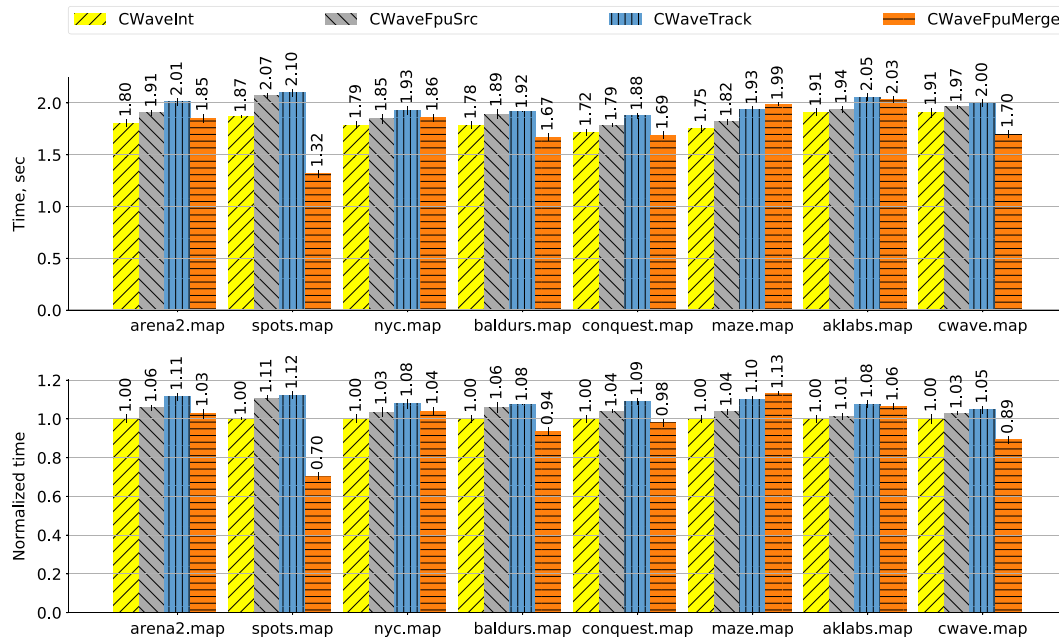 CWaveInt CWaveFpuSrc CWaveTrack CWaveFpuMerge
Time, sec
2.0
1.5
1.0
0.5
0.0
1.80 1.91 2.01 1.85 1.87 2.07 2.10 1.32 1.79 1.85 1.93 1.86 1.78 1.89 1.92 1.67 1.72 1.79 1.88 1.69 1.75 1.82 1.93 1.99 1.91 1.94 2.05 2.03 1.91 1.97 2.00 1.70
arena2.map spots.map nyc.map baldurs.map conquest.map maze.map aklabs.map cwave.map
Normalized time
1.2
1.0
0.8
0.6
0.4
0.2
0.0
1.00 1.06 1.11 1.03 1.00 1.11 1.12 0.70 1.00 1.03 1.08 1.04 1.00 1.06 1.08 0.94 1.00 1.04 1.09 0.98 1.00 1.04 1.10 1.13 1.00 1.01 1.08 1.06 1.00 1.03 1.05 0.89
arena2.map spots.map nyc.map baldurs.map conquest.map maze.map aklabs.map cwave.map